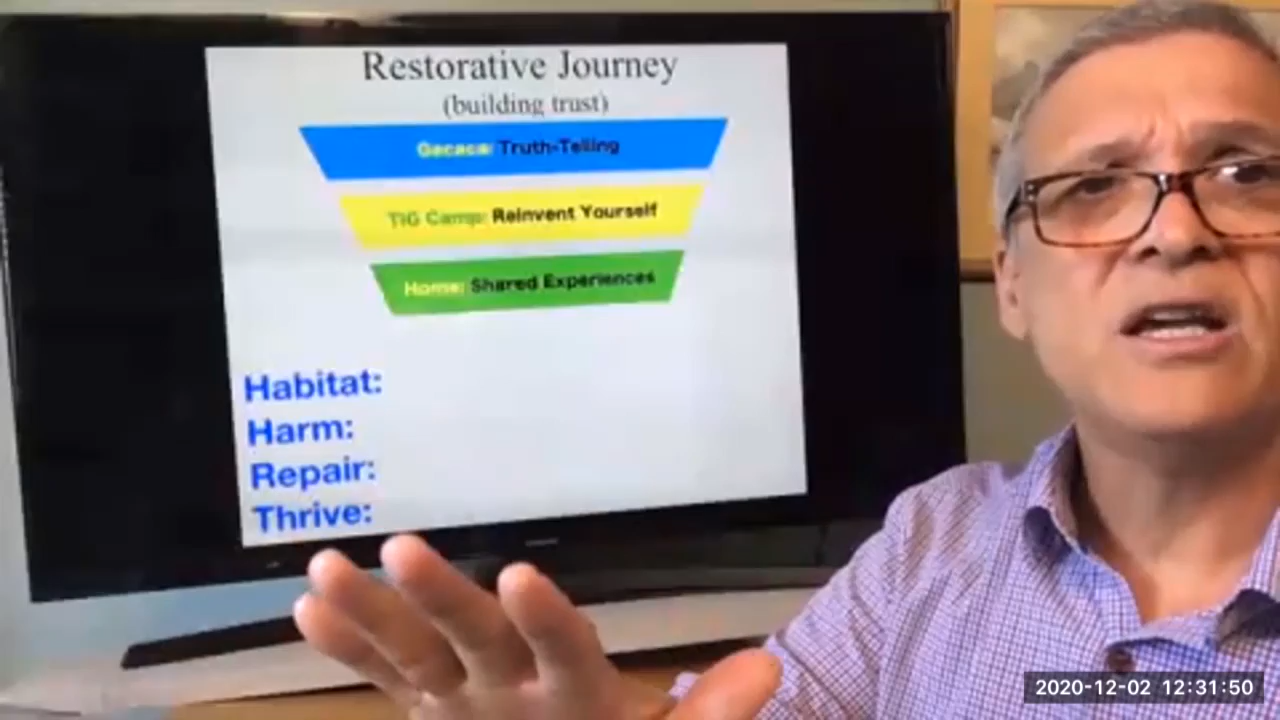 Restorative Journey
(building trust)
Gacaca: Truth-Telling
TIG Camp: Reinvent Yourself
Home: Shared Experiences
Habitat:
Harm:
Repair:
Thrive:
2020-12-02 12:31:50